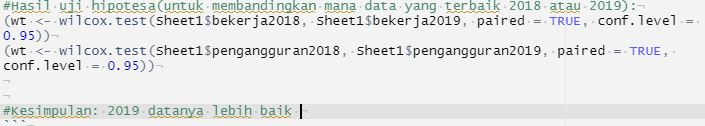 #Hasil uji hipotesa(untuk membandingkan mana data yang terbaik 2018 atau 2019):
(wt <- wilcox.test(Sheet1$bekerja2018, Sheet1$bekerja2019, paired = TRUE, conf.level =
0.95))
(wt <- wilcox.test(Sheet1$pengangguran2018, Sheet1$pengangguran2019, paired = TRUE,
conf.level = 0.95))
#Kesimpulan: 2019 datanya lebih baik
```